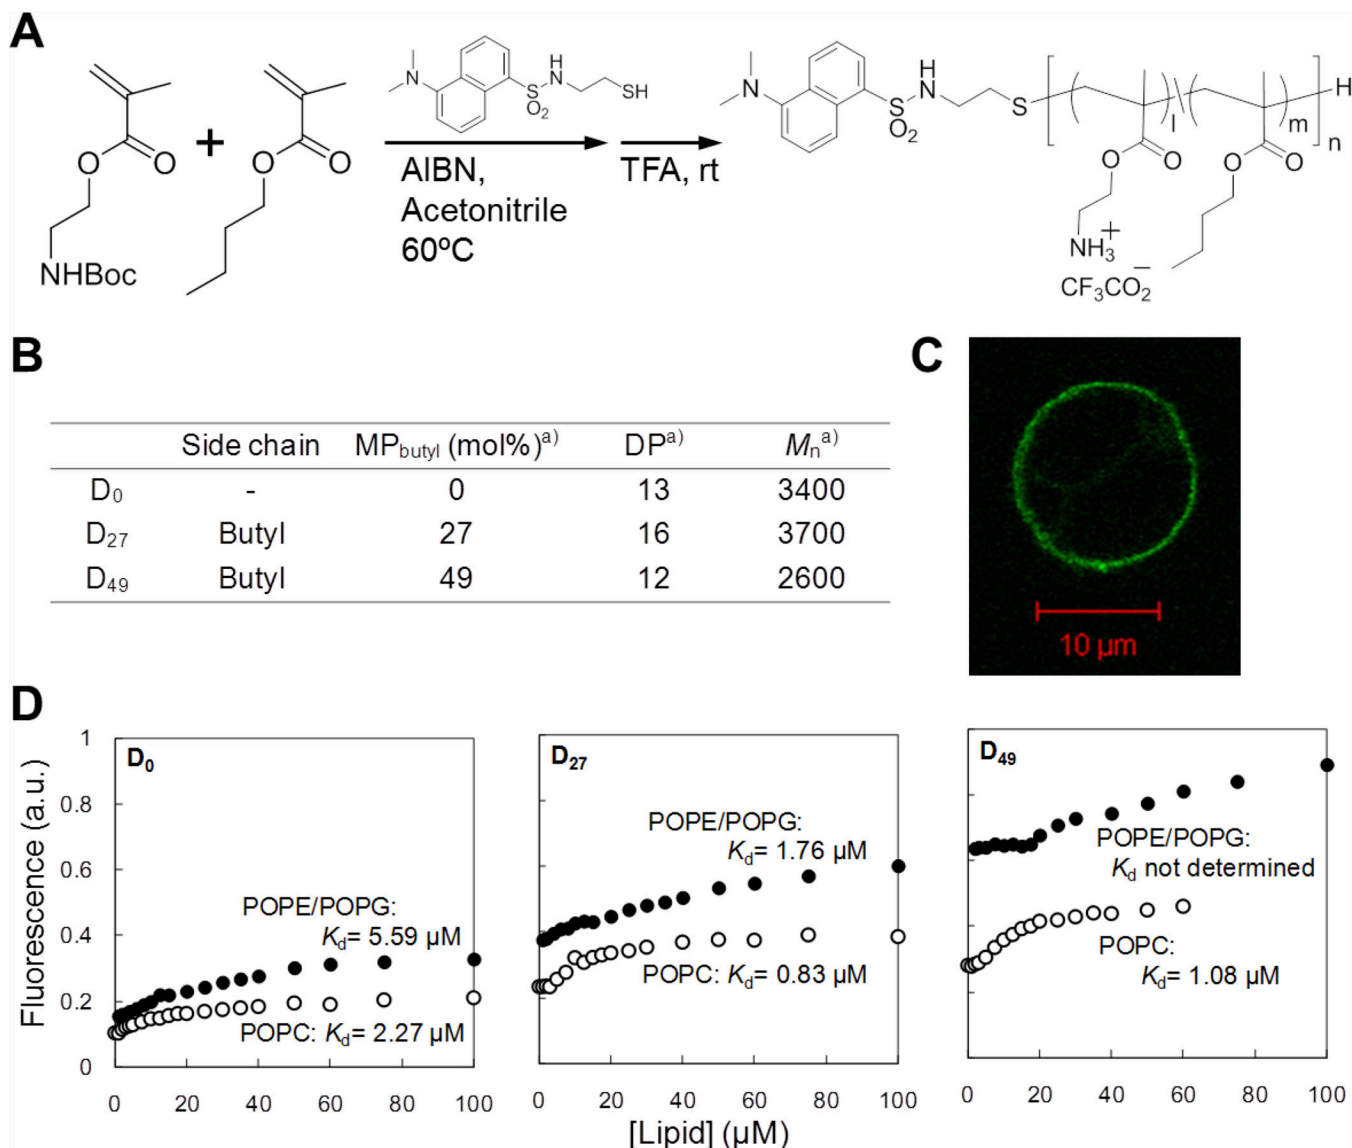 A
NHBoc
O
O
+
O
O
N
S
O₂
H
N
SH
AIBN,
Acetonitrile
60ºC
TFA, rt
N
S
O₂
H
N
S
l
m
n
H
O
O
O
O
NH₃
+
CF₃CO₂
−
B
Side chain MPbutyl (mol%)a) DPa) Mna)
D₀ - 0 13 3400
D₂₇ Butyl 27 16 3700
D₄₉ Butyl 49 12 2600
C
10 µm
D
Fluorescence (a.u.)
1
0.8
0.6
0.4
0.2
0
D₀
POPE/POPG:
Kd= 5.59 µM
POPC: Kd= 2.27 µM
0 20 40 60 80 100
D₂₇
POPE/POPG:
Kd= 1.76 µM
POPC: Kd= 0.83 µM
0 20 40 60 80 100
D₄₉
POPE/POPG:
Kd not determined
POPC:
Kd= 1.08 µM
0 20 40 60 80 100
[Lipid] (µM)